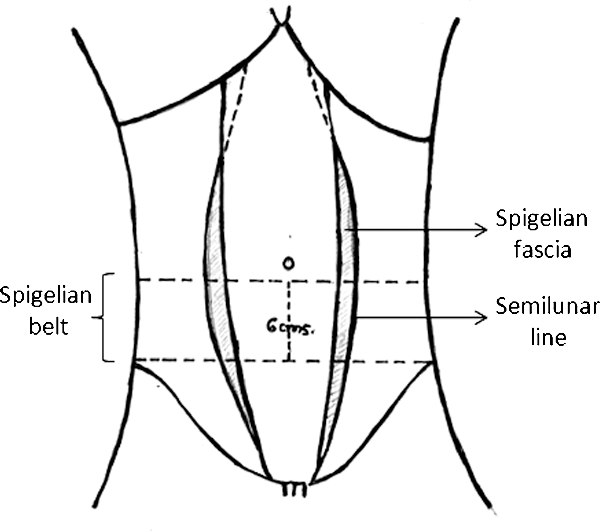 Spigelian
fascia
Spigelian
belt
6cms.
Semilunar
line